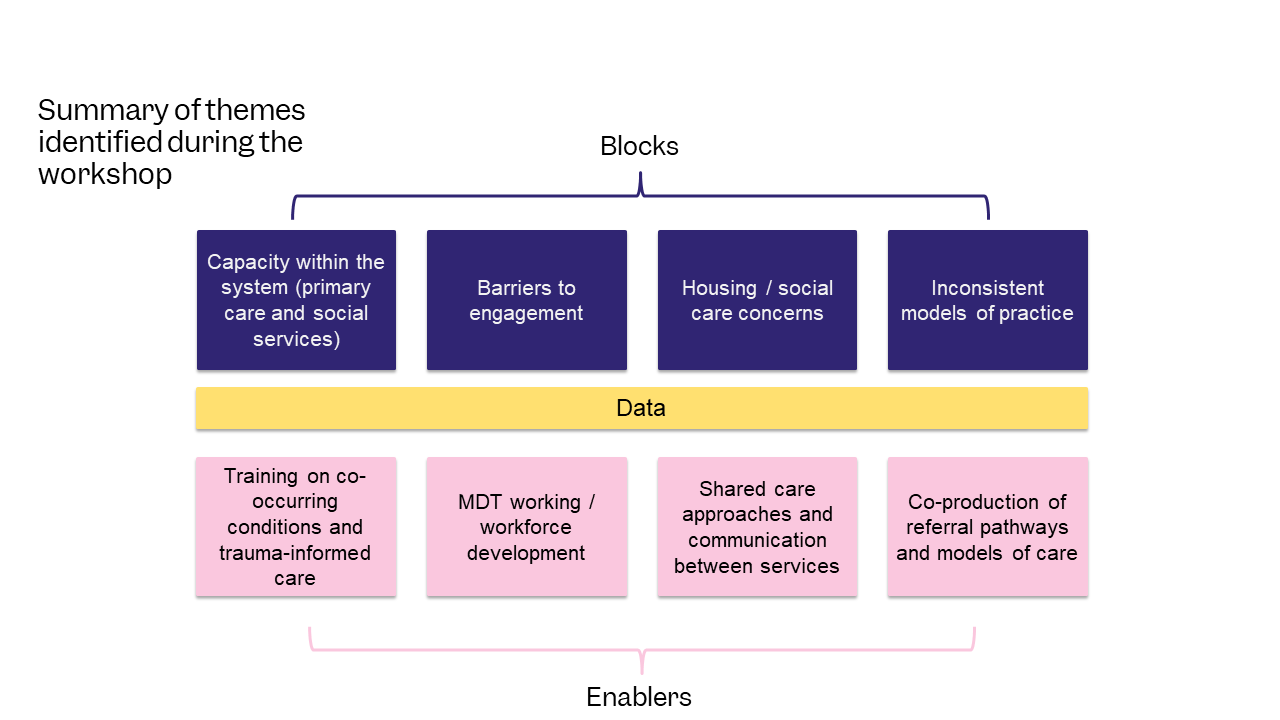 Summary of themes
identified during the
workshop
Blocks
Capacity within the
system (primary
care and social
services)
Barriers to
engagement
Housing / social
care concerns
Inconsistent
models of practice
Data
Training on co-
occurring
conditions and
trauma-informed
care
MDT working /
workforce
development
Shared care
approaches and
communication
between services
Co-production of
referral pathways
and models of care
Enablers